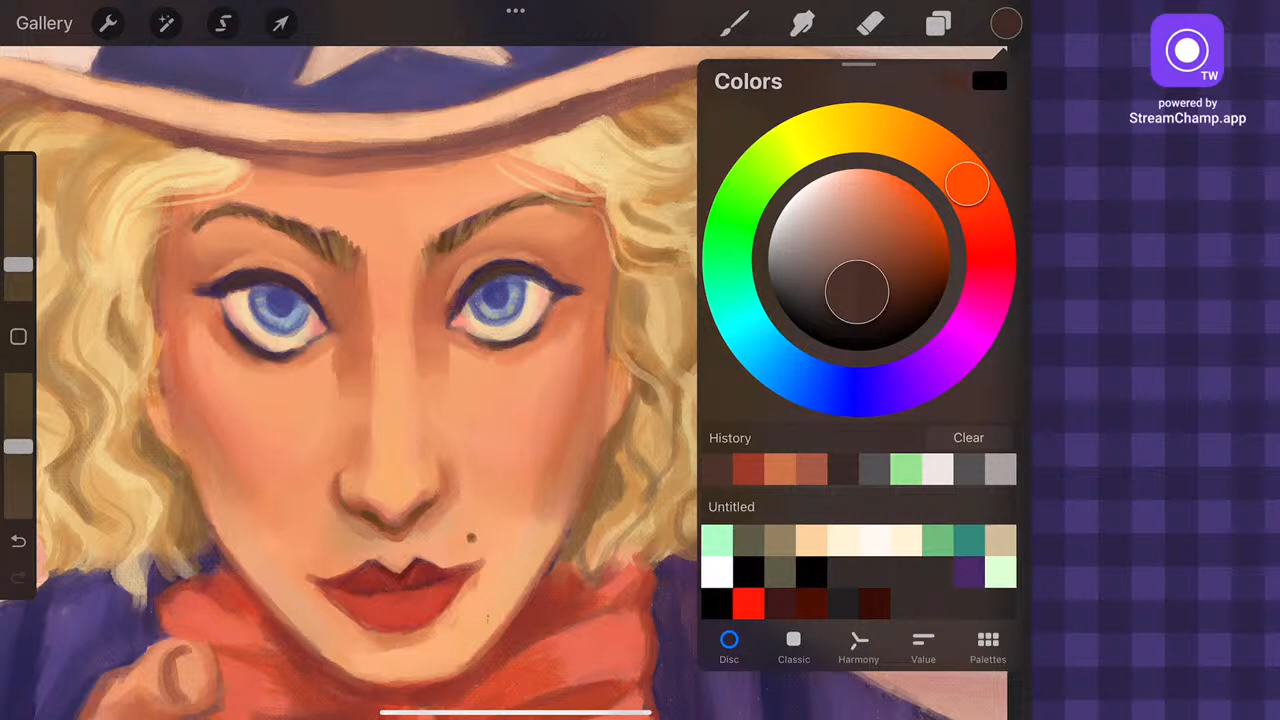 Gallery
Colors
TW
powered by
StreamChamp.app
History
Clear
Untitled
Disc
Classic
Harmony
Value
Palettes